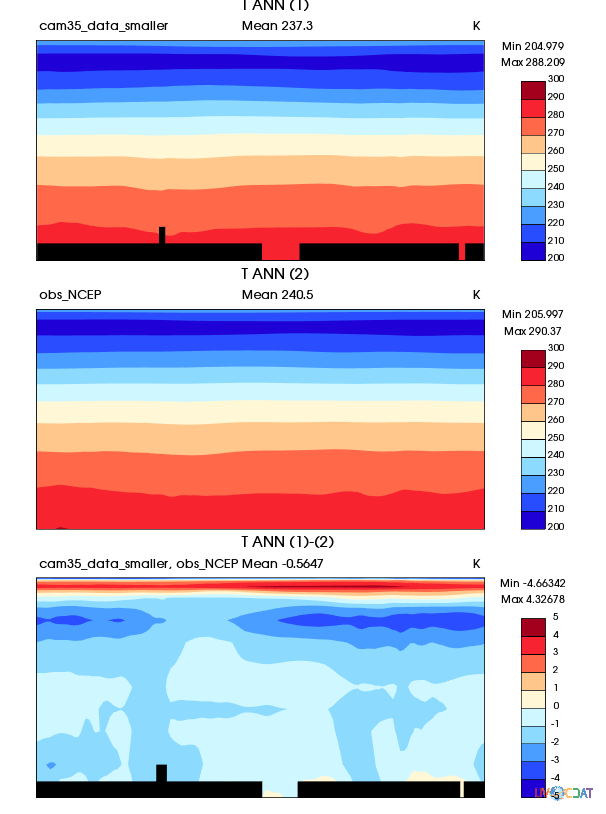 T ANN (1)
cam35_data_smaller Mean 237.3 K
Min 204.979
Max 288.209
300
290
280
270
260
250
240
230
220
210
200
T ANN (2)
obs_NCEP Mean 240.5 K
Min 205.997
Max 290.37
300
290
280
270
260
250
240
230
220
210
200
T ANN (1)-(2)
cam35_data_smaller, obs_NCEP Mean -0.5647 K
Min -4.66342
Max 4.32678
5
4
3
2
1
0
-1
-2
-3
-4
-5
UV CDAT